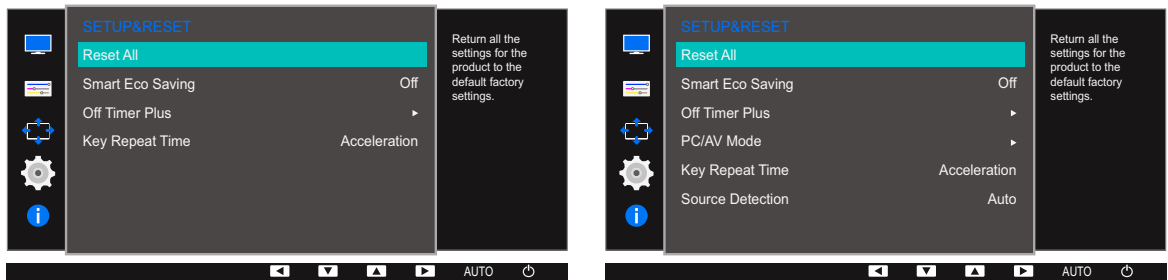 SETUP&RESET
Reset All
Smart Eco Saving Off
Off Timer Plus
Key Repeat Time Acceleration
Return all the
settings for the
product to the
default factory
settings.
AUTO
SETUP&RESET
Reset All
Smart Eco Saving Off
Off Timer Plus
PC/AV Mode
Key Repeat Time Acceleration
Source Detection Auto
Return all the
settings for the
product to the
default factory
settings.
AUTO